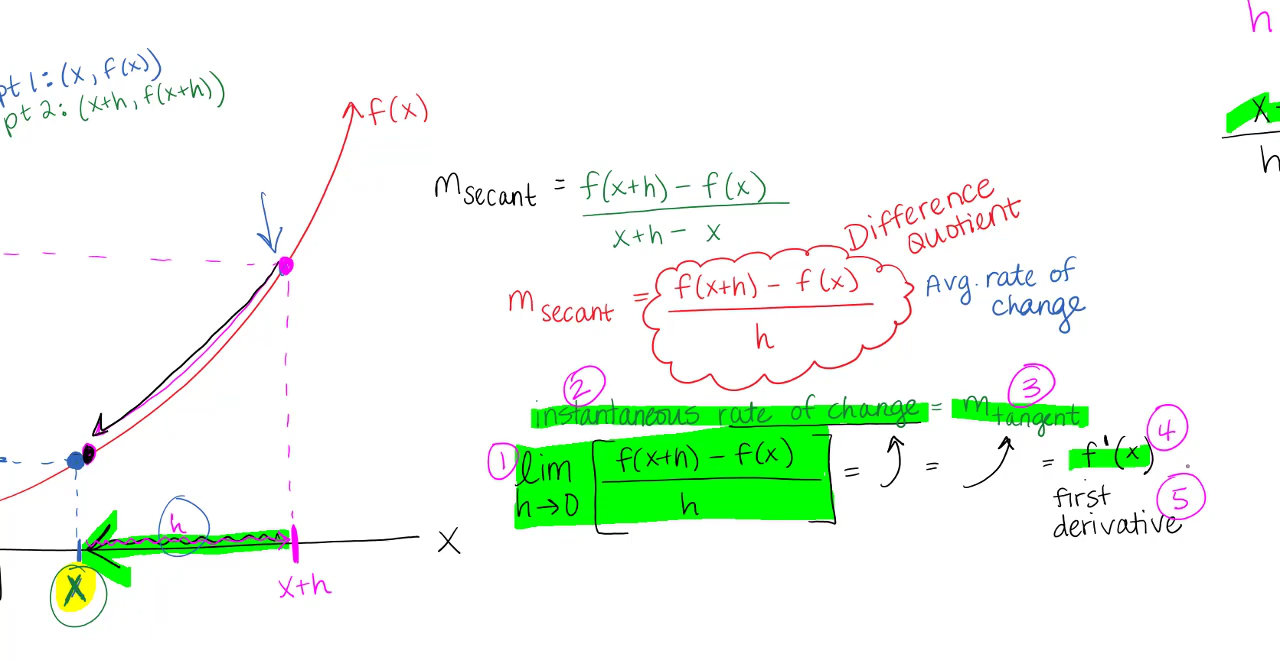 pt 1: (x, f(x))
pt 2: (x+h, f(x+h))
f(x)
m secant = f(x+h) - f(x)
x+h - x
Difference
Quotient
m secant = f(x+h) - f(x)
h
Avg. rate of
change
2
3
instantaneous rate of change = m tangent
1
lim
h→0
[f(x+h) - f(x)
h]
= = = f'(x)
4
first
derivative
5
h
x
x
x+h
h
x
h